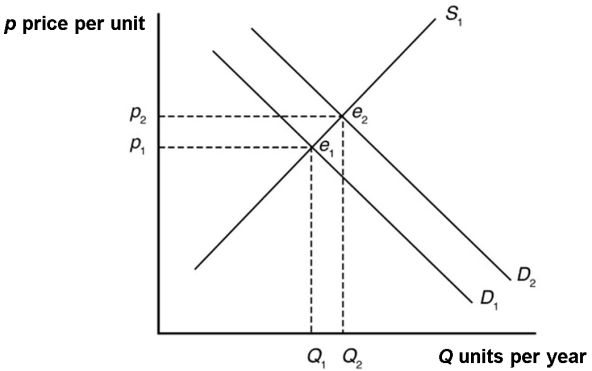 p price per unit
S₁
p₂
e₂
p₁
e₁
D₂
D₁
Q₁ Q₂
Q units per year